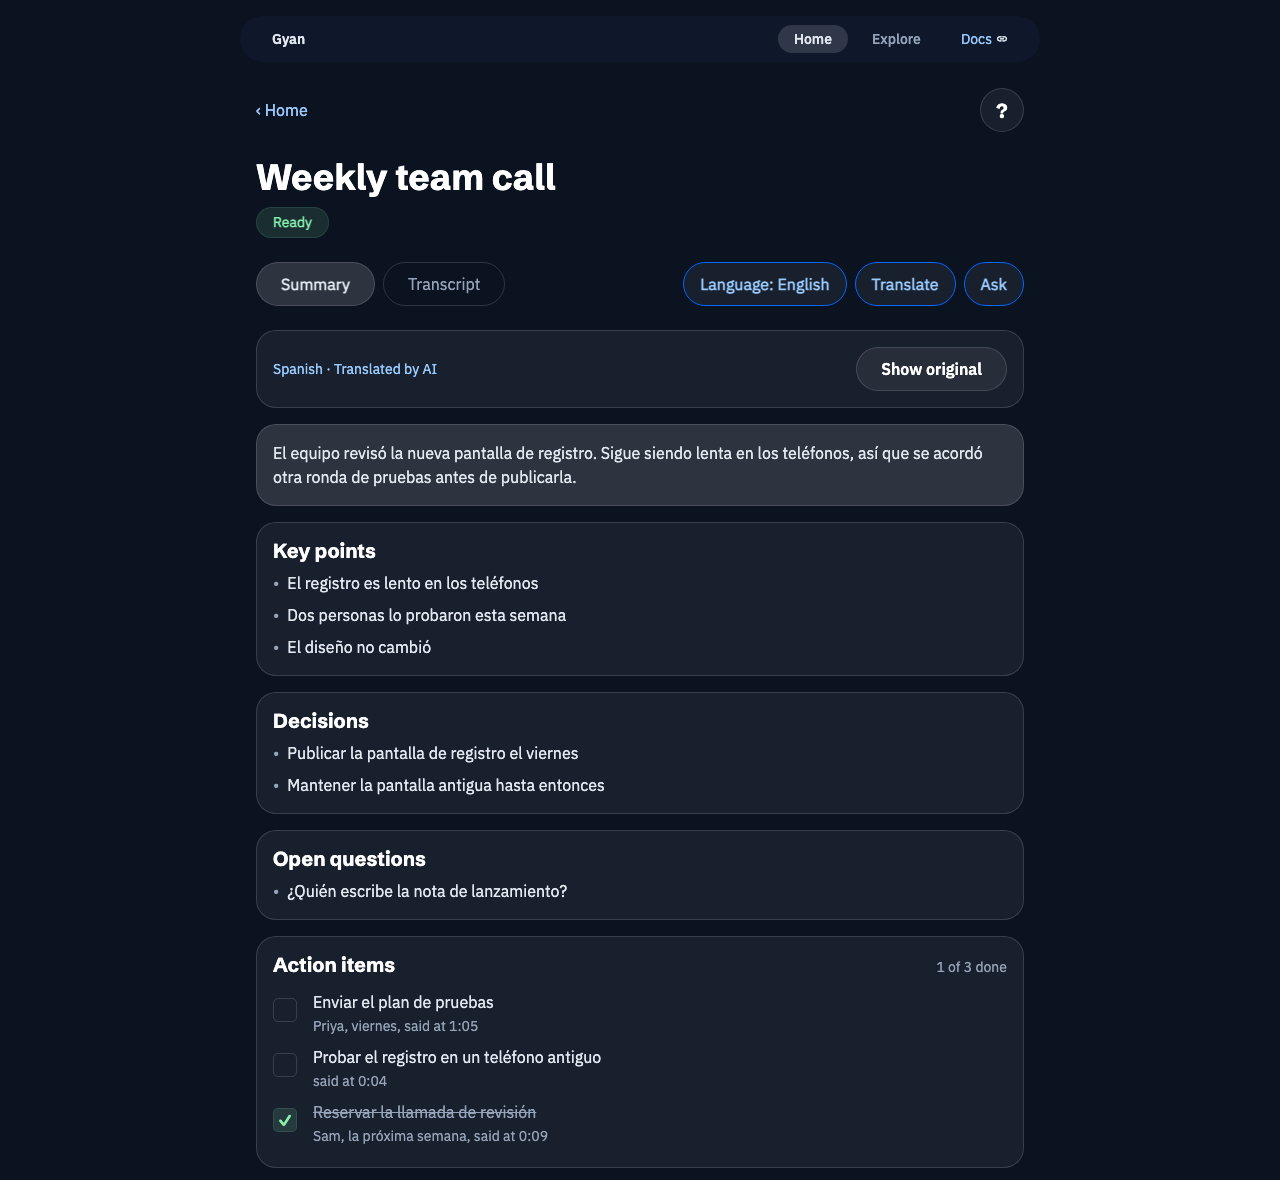 Gyan
Home
Explore
Docs
‹ Home
?
Weekly team call
Ready
Summary
Transcript
Language: English
Translate
Ask
Spanish · Translated by AI
Show original
El equipo revisó la nueva pantalla de registro. Sigue siendo lenta en los teléfonos, así que se acordó
otra ronda de pruebas antes de publicarla.
Key points
• El registro es lento en los teléfonos
• Dos personas lo probaron esta semana
• El diseño no cambió
Decisions
• Publicar la pantalla de registro el viernes
• Mantener la pantalla antigua hasta entonces
Open questions
• ¿Quién escribe la nota de lanzamiento?
Action items
1 of 3 done
Enviar el plan de pruebas
Priya, viernes, said at 1:05
Probar el registro en un teléfono antiguo
said at 0:04
Reservar la llamada de revisión
Sam, la próxima semana, said at 0:09